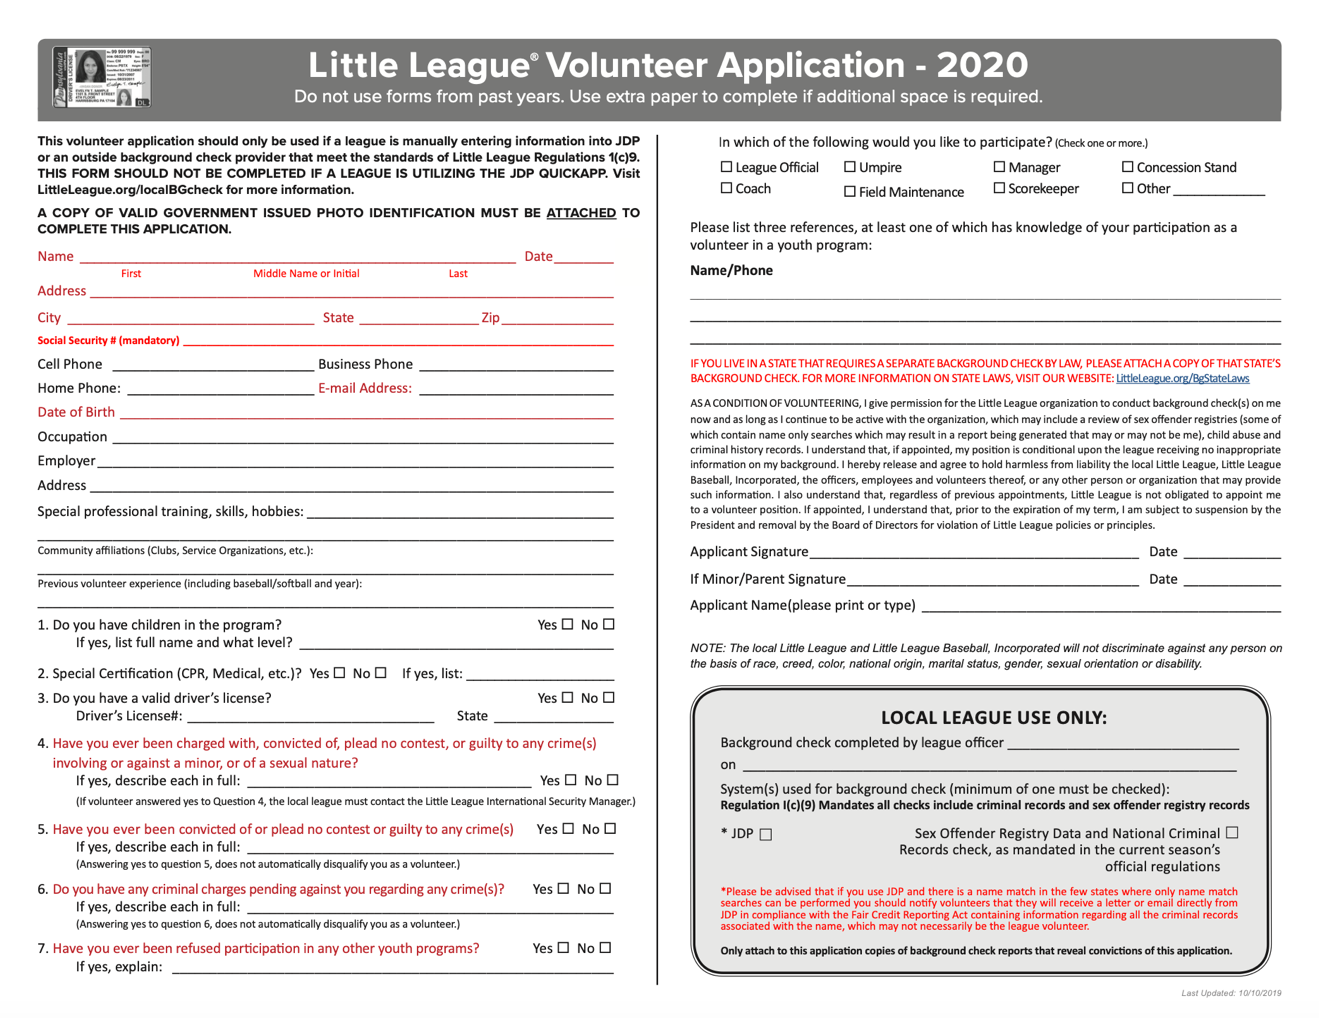 Little League® Volunteer Application - 2020
Do not use forms from past years. Use extra paper to complete if additional space is required.
This volunteer application should only be used if a league is manually entering information into JDP
or an outside background check provider that meet the standards of Little League Regulations 1(c)9.
THIS FORM SHOULD NOT BE COMPLETED IF A LEAGUE IS UTILIZING THE JDP QUICKAPP. Visit
LittleLeague.org/localBGcheck for more information.
A COPY OF VALID GOVERNMENT ISSUED PHOTO IDENTIFICATION MUST BE ATTACHED TO
COMPLETE THIS APPLICATION.
Name Date
First Middle Name or Initial Last
Address
City State Zip
Social Security # (mandatory)
Cell Phone Business Phone
Home Phone: E-mail Address:
Date of Birth
Occupation
Employer
Address
Special professional training, skills, hobbies:
Community affiliations (Clubs, Service Organizations, etc.):
Previous volunteer experience (including baseball/softball and year):
1. Do you have children in the program? Yes ☐ No ☐
If yes, list full name and what level?
2. Special Certification (CPR, Medical, etc.)? Yes ☐ No ☐ If yes, list:
3. Do you have a valid driver's license? Yes ☐ No ☐
Driver's License#: State
4. Have you ever been charged with, convicted of, plead no contest, or guilty to any crime(s)
involving or against a minor, or of a sexual nature?
If yes, describe each in full: Yes ☐ No ☐
(If volunteer answered yes to Question 4, the local league must contact the Little League International Security Manager.)
5. Have you ever been convicted of or plead no contest or guilty to any crime(s) Yes ☐ No ☐
If yes, describe each in full:
(Answering yes to question 5, does not automatically disqualify you as a volunteer.)
6. Do you have any criminal charges pending against you regarding any crime(s)? Yes ☐ No ☐
If yes, describe each in full:
(Answering yes to question 6, does not automatically disqualify you as a volunteer.)
7. Have you ever been refused participation in any other youth programs? Yes ☐ No ☐
If yes, explain:
In which of the following would you like to participate? (Check one or more.)
☐ League Official ☐ Umpire ☐ Manager ☐ Concession Stand
☐ Coach ☐ Field Maintenance ☐ Scorekeeper ☐ Other
Please list three references, at least one of which has knowledge of your participation as a
volunteer in a youth program:
Name/Phone
IF YOU LIVE IN A STATE THAT REQUIRES A SEPARATE BACKGROUND CHECK BY LAW, PLEASE ATTACH A COPY OF THAT STATE'S
BACKGROUND CHECK. FOR MORE INFORMATION ON STATE LAWS, VISIT OUR WEBSITE: LittleLeague.org/BgStateLaws
AS A CONDITION OF VOLUNTEERING, I give permission for the Little League organization to conduct background check(s) on me
now and as long as I continue to be active with the organization, which may include a review of sex offender registries (some of
which contain name only searches which may result in a report being generated that may or may not be me), child abuse and
criminal history records. I understand that, if appointed, my position is conditional upon the league receiving no inappropriate
information on my background. I hereby release and agree to hold harmless from liability the local Little League, Little League
Baseball, Incorporated, the officers, employees and volunteers thereof, or any other person or organization that may provide
such information. I also understand that, regardless of previous appointments, Little League is not obligated to appoint me
to a volunteer position. If appointed, I understand that, prior to the expiration of my term, I am subject to suspension by the
President and removal by the Board of Directors for violation of Little League policies or principles.
Applicant Signature Date
If Minor/Parent Signature Date
Applicant Name(please print or type)
NOTE: The local Little League and Little League Baseball, Incorporated will not discriminate against any person on
the basis of race, creed, color, national origin, marital status, gender, sexual orientation or disability.
LOCAL LEAGUE USE ONLY:
Background check completed by league officer
on
System(s) used for background check (minimum of one must be checked):
Regulation I(c)(9) Mandates all checks include criminal records and sex offender registry records
* JDP ☐ Sex Offender Registry Data and National Criminal ☐
Records check, as mandated in the current season's
official regulations
*Please be advised that if you use JDP and there is a name match in the few states where only name match
searches can be performed you should notify volunteers that they will receive a letter or email directly from
JDP in compliance with the Fair Credit Reporting Act containing information regarding all the criminal records
associated with the name, which may not necessarily be the league volunteer.
Only attach to this application copies of background check reports that reveal convictions of this application.
Last Updated: 10/10/2019